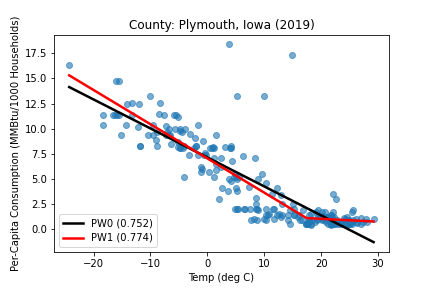 County: Plymouth, Iowa (2019)
Per-Capita Consumption (MMBtu/1000 Households)
17.5
15.0
12.5
10.0
7.5
5.0
2.5
0.0
PW0 (0.752)
PW1 (0.774)
−20
−10
0
10
20
30
Temp (deg C)